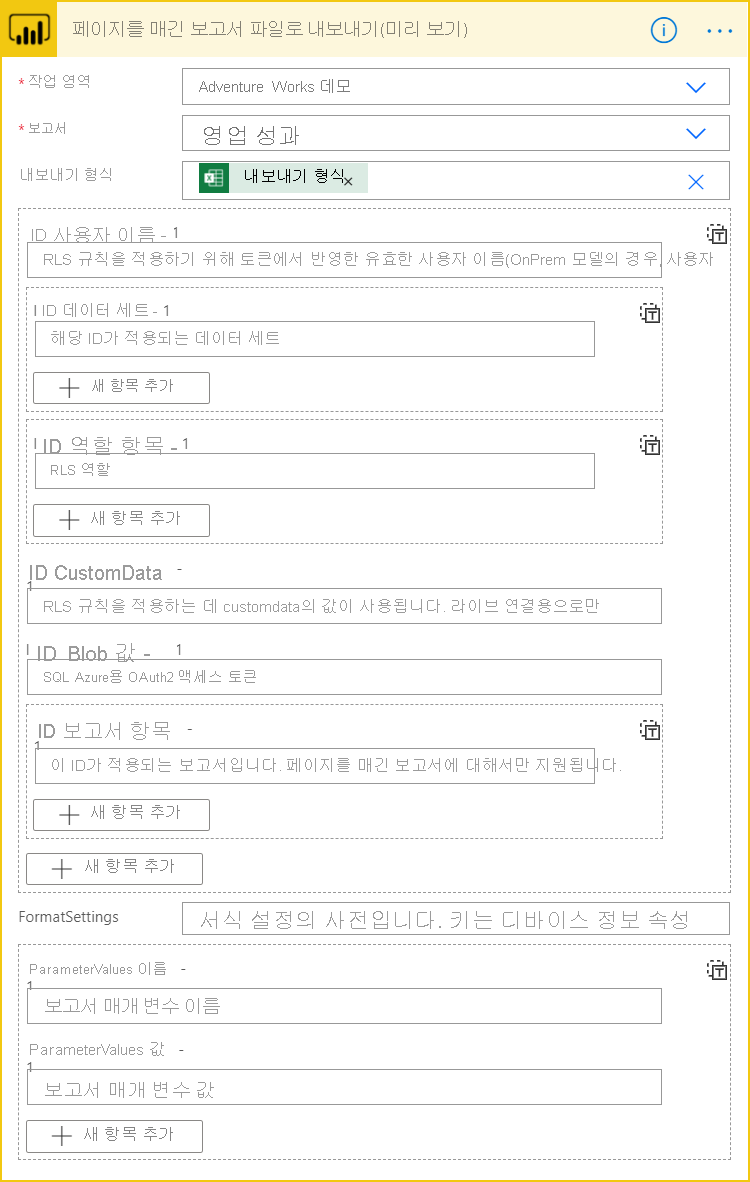 페이지를 매긴 보고서 파일로 내보내기(미리 보기)
* 작업 영역
Adventure Works 데모
* 보고서
영업 성과
내보내기 형식
내보내기 형식 ×
ID 사용자 이름 - 1
RLS 규칙을 적용하기 위해 토큰에서 반영한 유효한 사용자 이름(OnPrem 모델의 경우, 사용자
ID 데이터 세트 - 1
해당 ID가 적용되는 데이터 세트
새 항목 추가
ID 역할 항목 - 1
RLS 역할
새 항목 추가
ID CustomData -
1
RLS 규칙을 적용하는 데 customdata의 값이 사용됩니다. 라이브 연결용으로만
ID Blob 값 - 1
SQL Azure용 OAuth2 액세스 토큰
ID 보고서 항목 -
1
이 ID가 적용되는 보고서입니다. 페이지를 매긴 보고서에 대해서만 지원됩니다.
새 항목 추가
새 항목 추가
FormatSettings
서식 설정의 사전입니다. 키는 디바이스 정보 속성
ParameterValues 이름 -
1
보고서 매개 변수 이름
ParameterValues 값 -
1
보고서 매개 변수 값
새 항목 추가